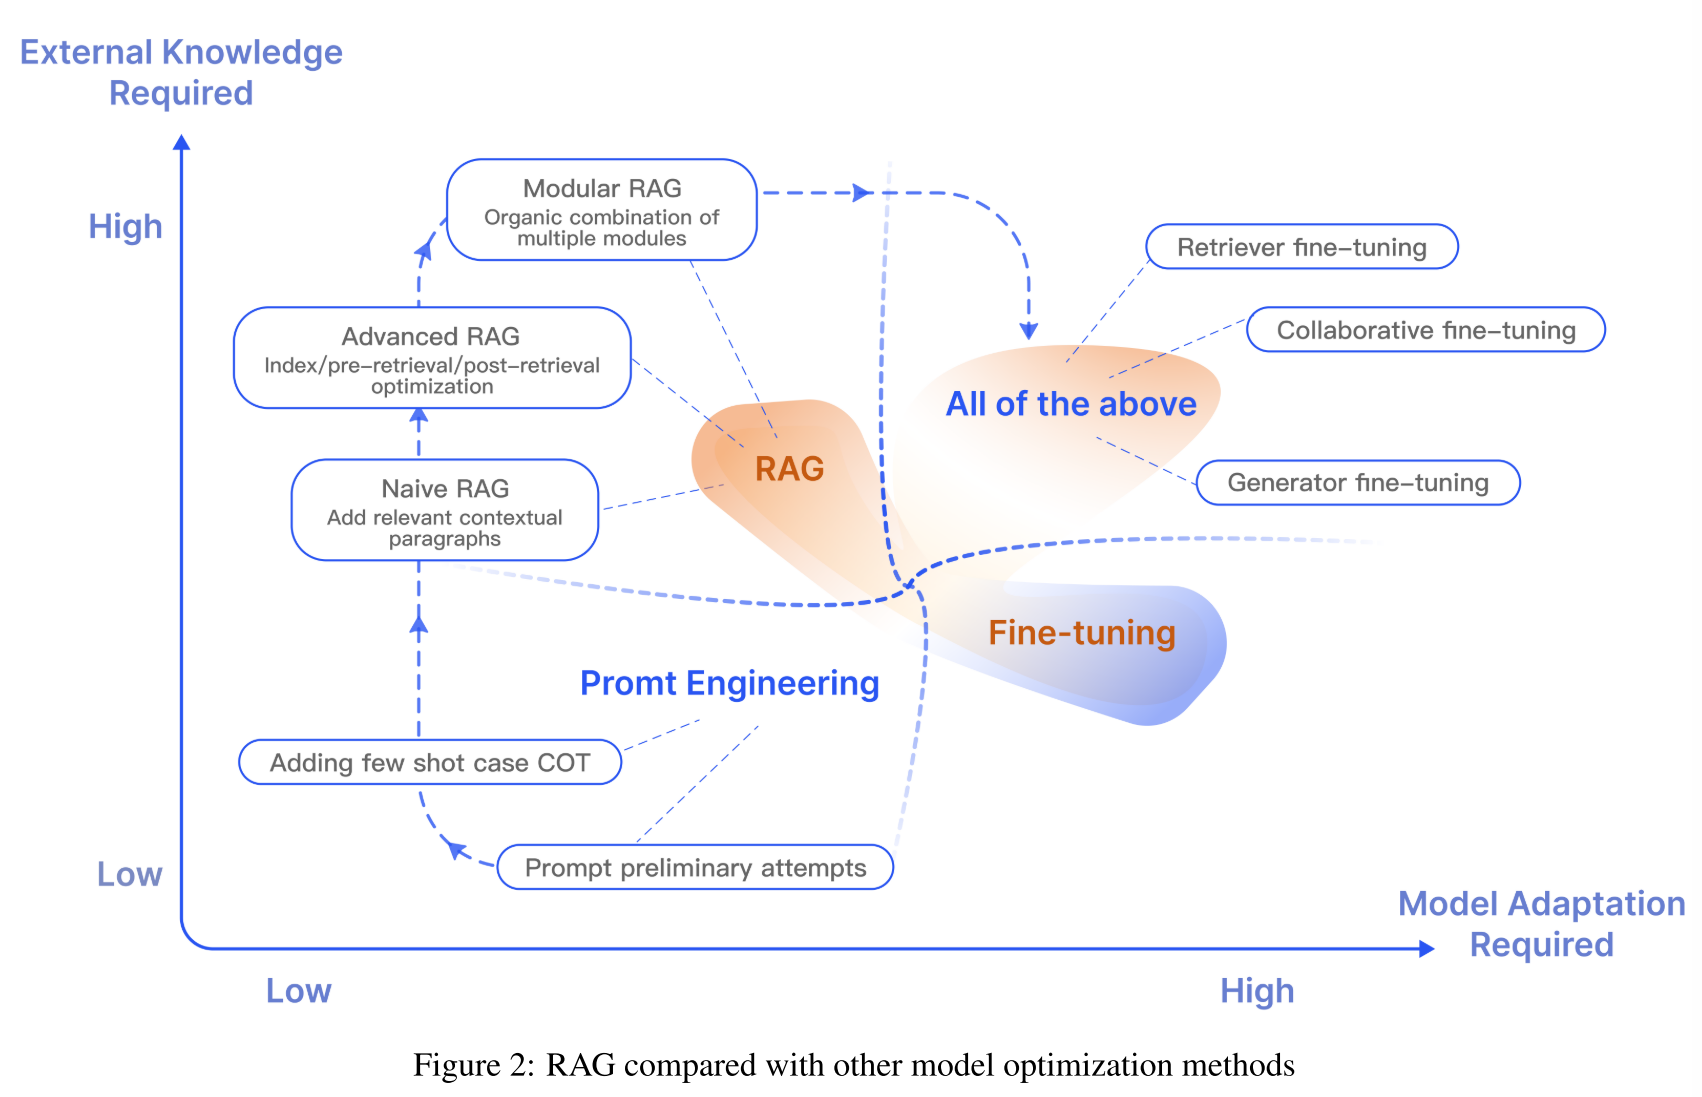 External Knowledge
Required
High
Modular RAG
Organic combination of
multiple modules
Retriever fine-tuning
Advanced RAG
Index/pre-retrieval/post-retrieval
optimization
Collaborative fine-tuning
All of the above
RAG
Naive RAG
Add relevant contextual
paragraphs
Generator fine-tuning
Fine-tuning
Promt Engineering
Adding few shot case COT
Prompt preliminary attempts
Low
Model Adaptation
Required
Low
High
Figure 2: RAG compared with other model optimization methods